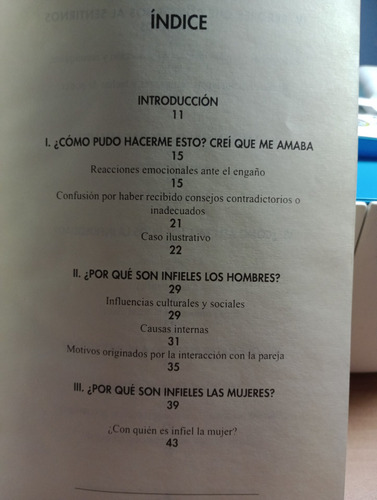 ÍNDICE
INTRODUCCIÓN
11
I. ¿CÓMO PUDO HACERME ESTO? CREÍ QUE ME AMABA
15
Reacciones emocionales ante el engaño
15
Confusión por haber recibido consejos contradictorios o
inadecuados
21
Caso ilustrativo
22
II. ¿POR QUÉ SON INFIELES LOS HOMBRES?
29
Influencias culturales y sociales
29
Causas internas
31
Motivos originados por la interacción con la pareja
35
III. ¿POR QUÉ SON INFIELES LAS MUJERES?
39
¿Con quién es infiel la mujer?
43